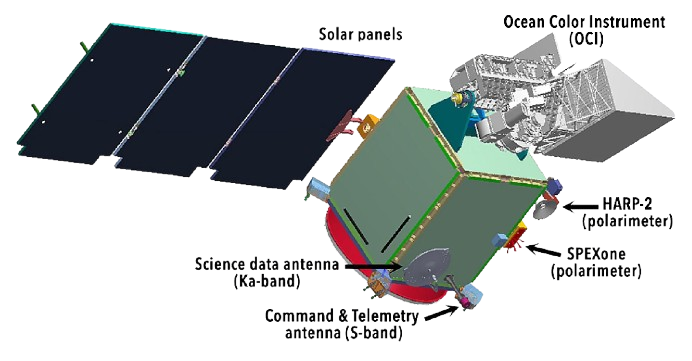 Solar panels
Ocean Color Instrument
(OCI)
HARP-2
(polarimeter)
SPEXone
(polarimeter)
Science data antenna
(Ka-band)
Command & Telemetry
antenna (S-band)